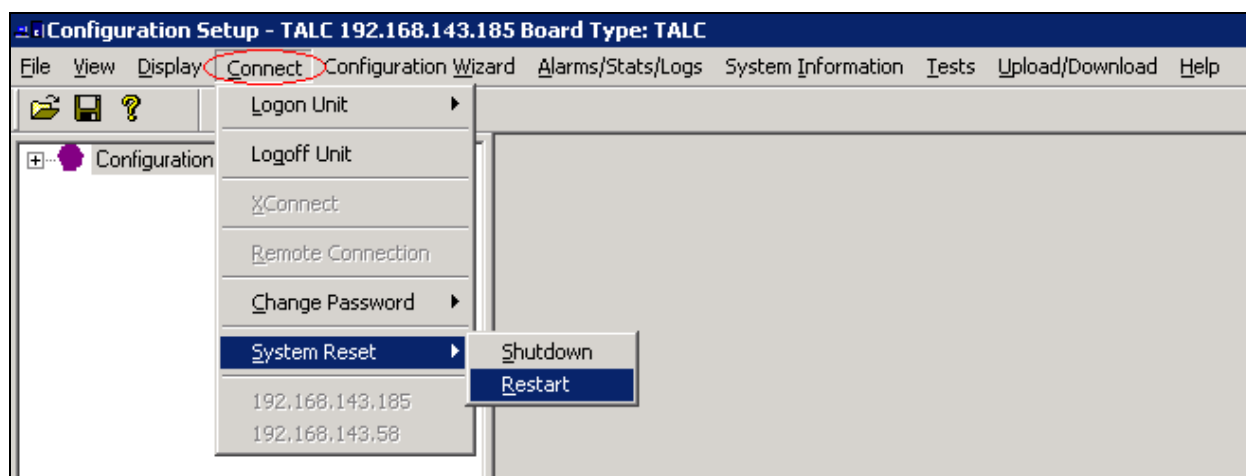 Configuration Setup - TALC 192.168.143.185 Board Type: TALC
File View Display Connect Configuration Wizard Alarms/Stats/Logs System Information Tests Upload/Download Help
Logon Unit
Configuration
Logoff Unit
XConnect
Remote Connection
Change Password
System Reset
Shutdown
Restart
192.168.143.185
192.168.143.58